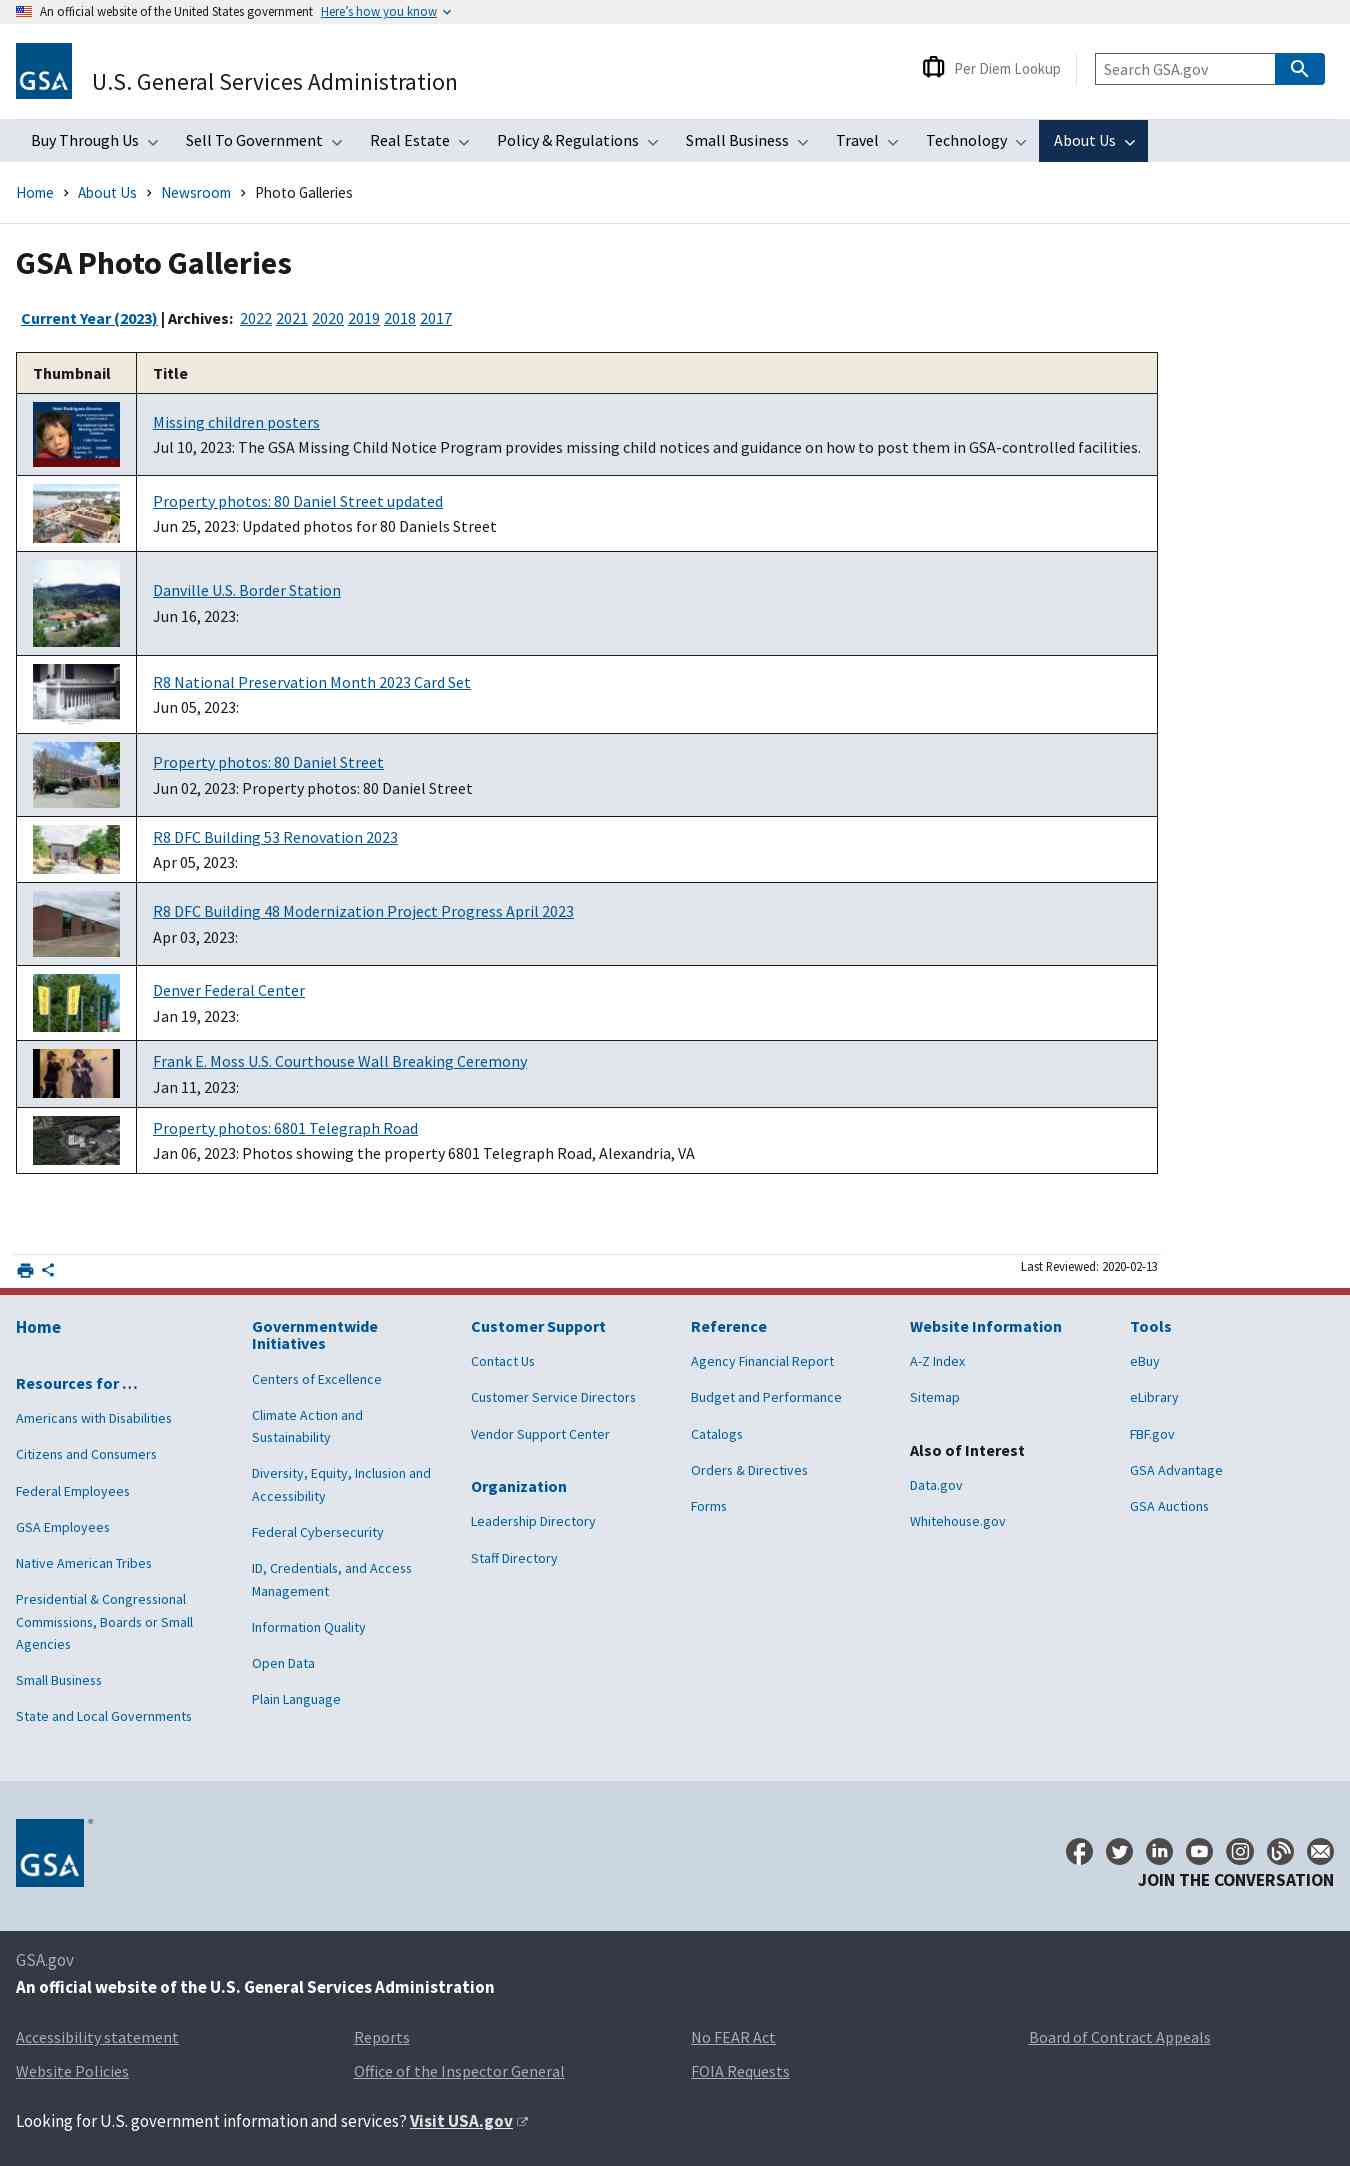 An official website of the United States government Here's how you know
GSA
U.S. General Services Administration
Per Diem Lookup
Search GSA.gov
Buy Through Us Sell To Government Real Estate Policy & Regulations Small Business Travel Technology About Us
Home About Us Newsroom Photo Galleries
GSA Photo Galleries
Current Year (2023) | Archives: 2022 2021 2020 2019 2018 2017
Thumbnail Title
Missing children posters
Jul 10, 2023: The GSA Missing Child Notice Program provides missing child notices and guidance on how to post them in GSA-controlled facilities.
Property photos: 80 Daniel Street updated
Jun 25, 2023: Updated photos for 80 Daniels Street
Danville U.S. Border Station
Jun 16, 2023:
R8 National Preservation Month 2023 Card Set
Jun 05, 2023:
Property photos: 80 Daniel Street
Jun 02, 2023: Property photos: 80 Daniel Street
R8 DFC Building 53 Renovation 2023
Apr 05, 2023:
R8 DFC Building 48 Modernization Project Progress April 2023
Apr 03, 2023:
Denver Federal Center
Jan 19, 2023:
Frank E. Moss U.S. Courthouse Wall Breaking Ceremony
Jan 11, 2023:
Property photos: 6801 Telegraph Road
Jan 06, 2023: Photos showing the property 6801 Telegraph Road, Alexandria, VA
Last Reviewed: 2020-02-13
Home
Resources for …
Americans with Disabilities
Citizens and Consumers
Federal Employees
GSA Employees
Native American Tribes
Presidential & Congressional
Commissions, Boards or Small
Agencies
Small Business
State and Local Governments
Governmentwide
Initiatives
Centers of Excellence
Climate Action and
Sustainability
Diversity, Equity, Inclusion and
Accessibility
Federal Cybersecurity
ID, Credentials, and Access
Management
Information Quality
Open Data
Plain Language
Customer Support
Contact Us
Customer Service Directors
Vendor Support Center
Organization
Leadership Directory
Staff Directory
Reference
Agency Financial Report
Budget and Performance
Catalogs
Orders & Directives
Forms
Website Information
A-Z Index
Sitemap
Also of Interest
Data.gov
Whitehouse.gov
Tools
eBuy
eLibrary
FBF.gov
GSA Advantage
GSA Auctions
GSA
JOIN THE CONVERSATION
GSA.gov
An official website of the U.S. General Services Administration
Accessibility statement Reports No FEAR Act Board of Contract Appeals
Website Policies Office of the Inspector General FOIA Requests
Looking for U.S. government information and services? Visit USA.gov